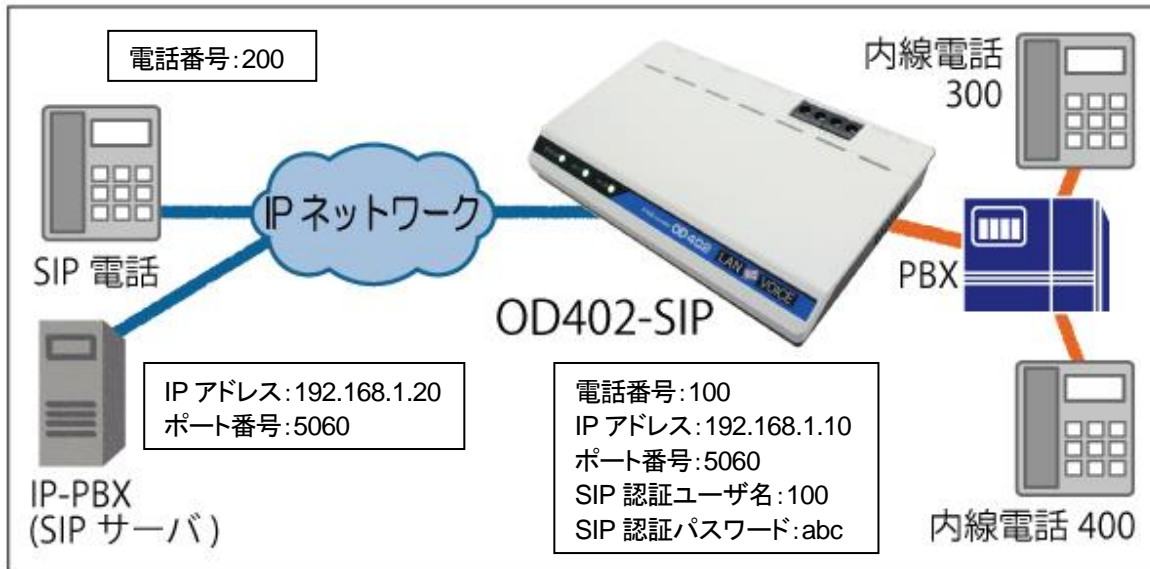 電話番号:200
内線電話
300
IP ネットワーク
SIP 電話
OD402
LAN VOICE
PBX
OD402-SIP
IP アドレス:192.168.1.20
ポート番号:5060
電話番号:100
IP アドレス:192.168.1.10
ポート番号:5060
SIP 認証ユーザ名:100
SIP 認証パスワード:abc
IP-PBX
(SIP サーバ)
内線電話 400